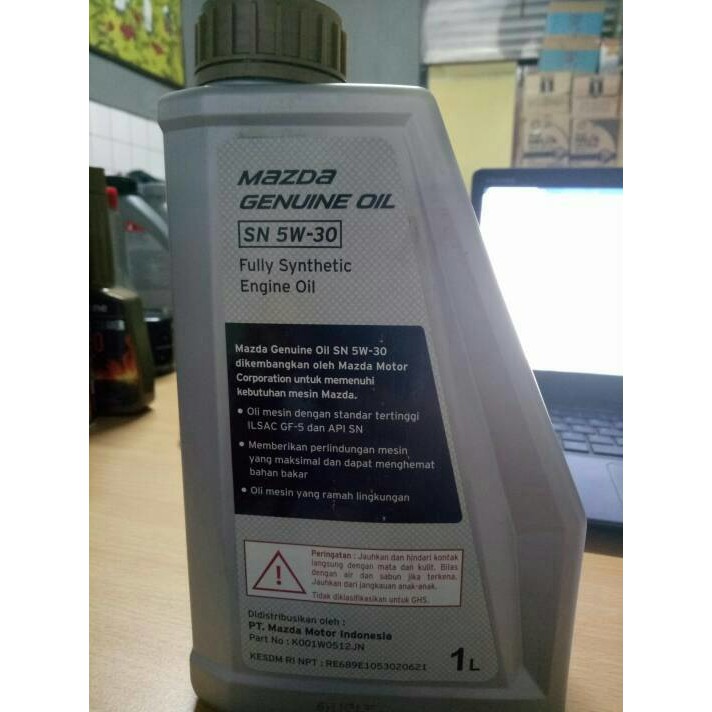 mazda
GENUINE OIL
SN 5W-30
Fully Synthetic
Engine Oil
Mazda Genuine Oil SN 5W-30
dikembangkan oleh Mazda Motor
Corporation untuk memenuhi
kebutuhan mesin Mazda.
• Oli mesin dengan standar tertinggi
ILSAC GF-5 dan API SN
• Memberikan perlindungan mesin
yang maksimal dan dapat menghemat
bahan bakar
• Oli mesin yang ramah lingkungan
Peringatan : Jauhkan dan hindari kontak
langsung dengan mata dan kulit. Bilas
dengan air dan sabun jika terkena.
Jauhkan dari jangkauan anak-anak.
Tidak diklasifikasikan untuk GHS.
Didistribusikan oleh :
PT. Mazda Motor Indonesia
Part No : K001W0512JN
KESDM RI NPT : RE689E1053020621
1L